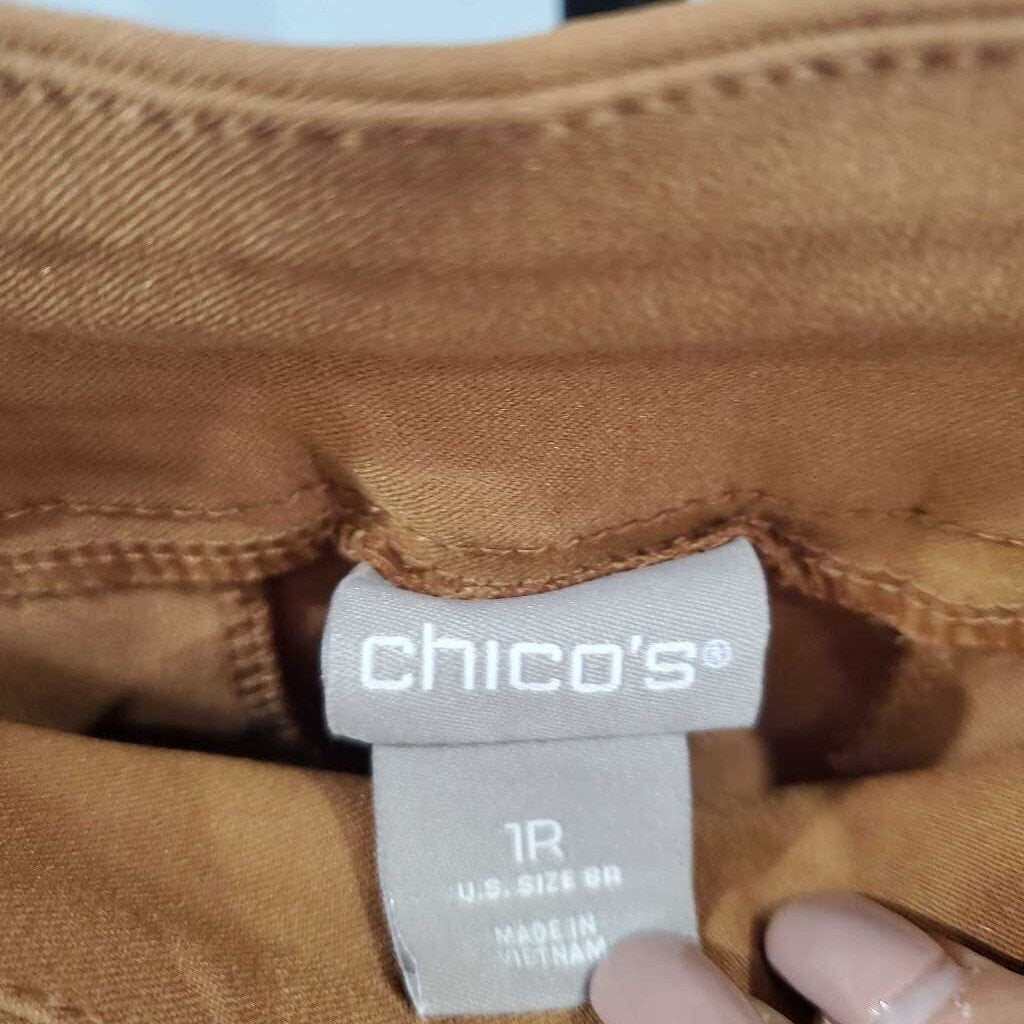 chico's®
1R
U.S. SIZE 8R
MADE IN
VIETNAM